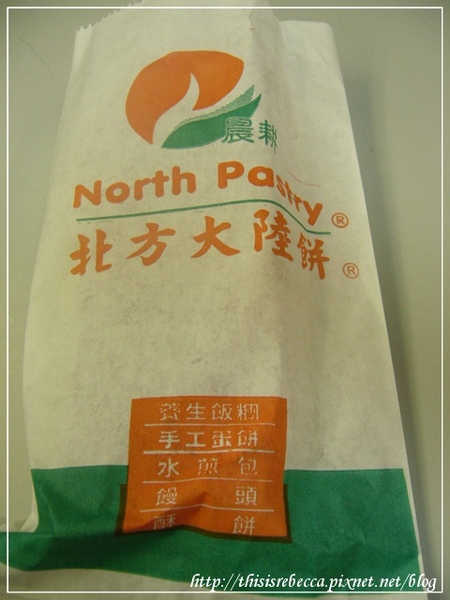 農耕
North Pastry®
北方大陸餅®
養生飯糰
手工蛋餅
水煎包
饅頭
酥餅
http://thisisrebecca.pixnet.net/blog